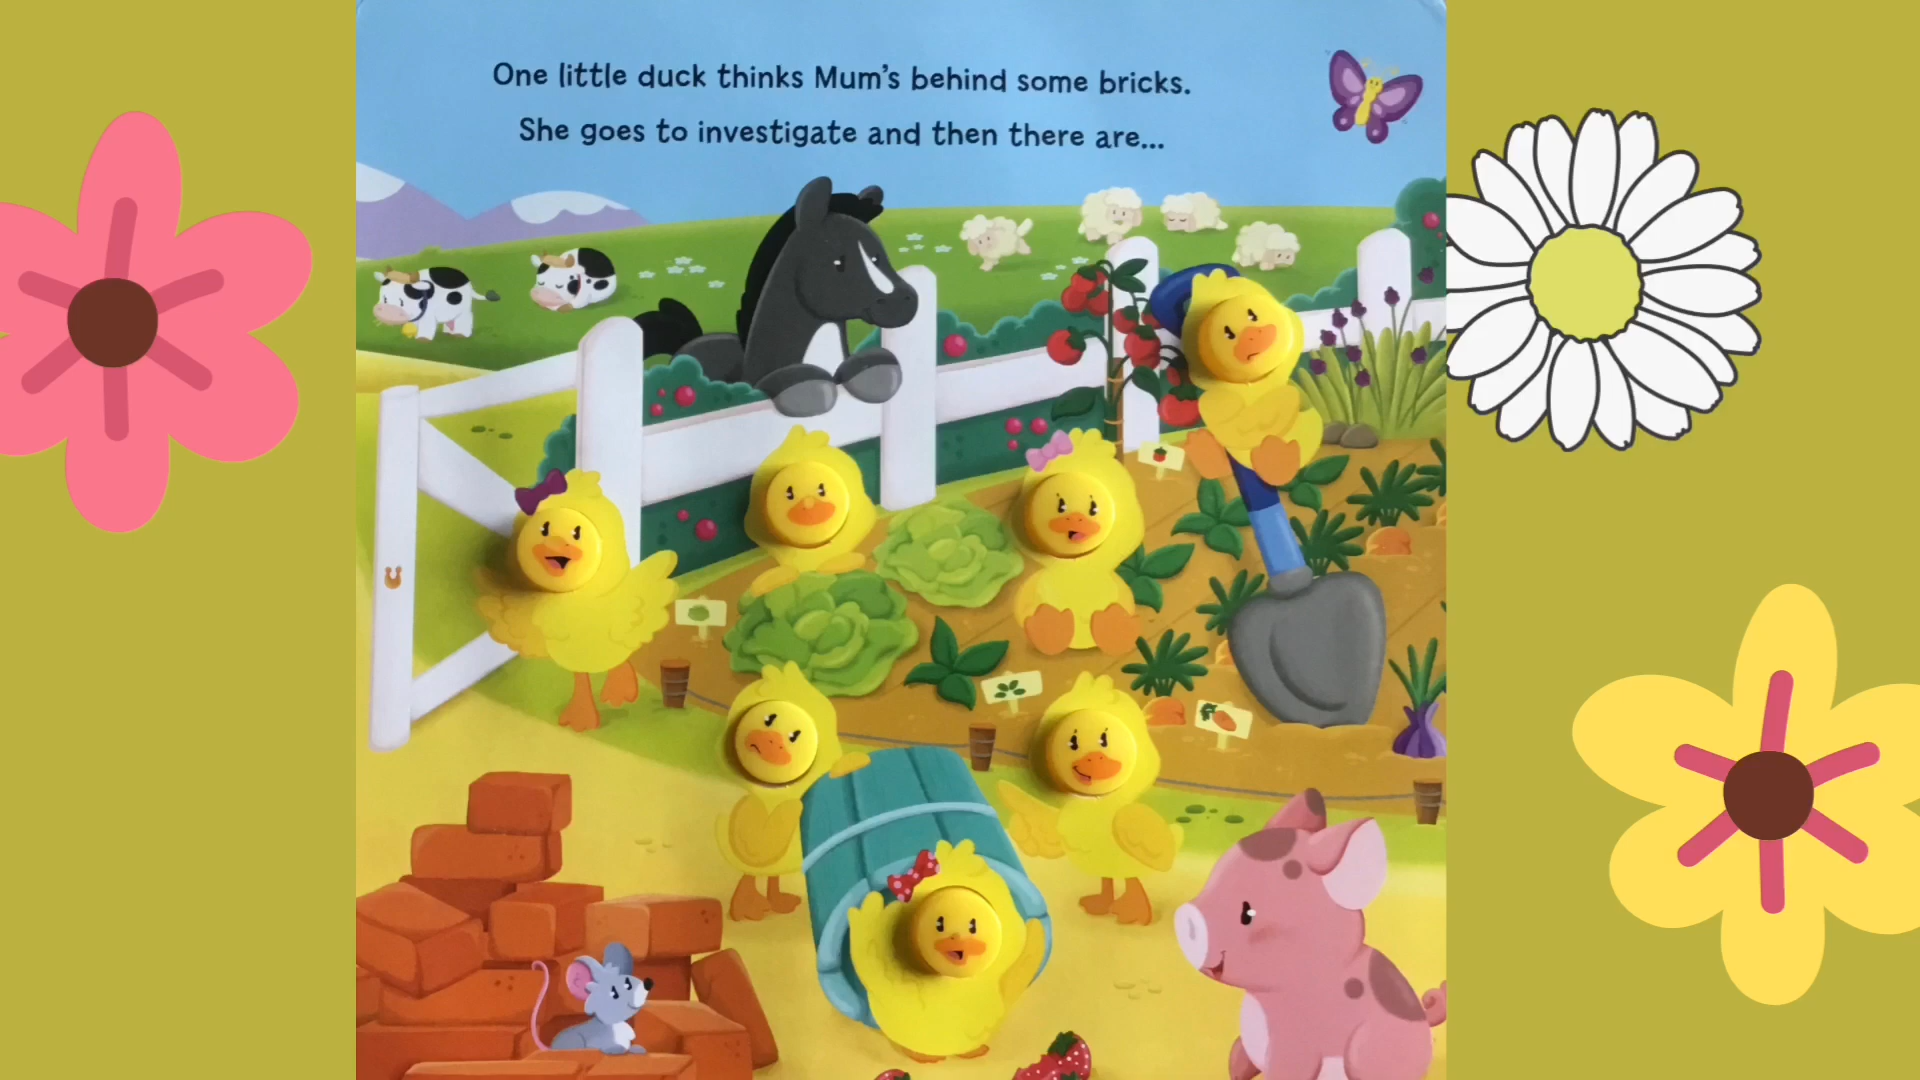 One little duck thinks Mum's behind some bricks.
She goes to investigate and then there are...